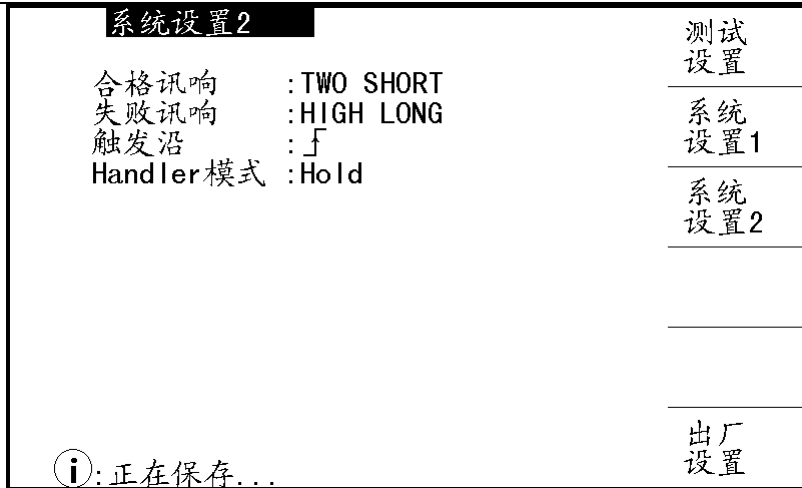 系统设置2
合格讯响 :TWO SHORT
失败讯响 :HIGH LONG
触发沿 :
Handler模式 :Hold
测试
设置
系统
设置1
系统
设置2
出厂
设置
i:正在保存...